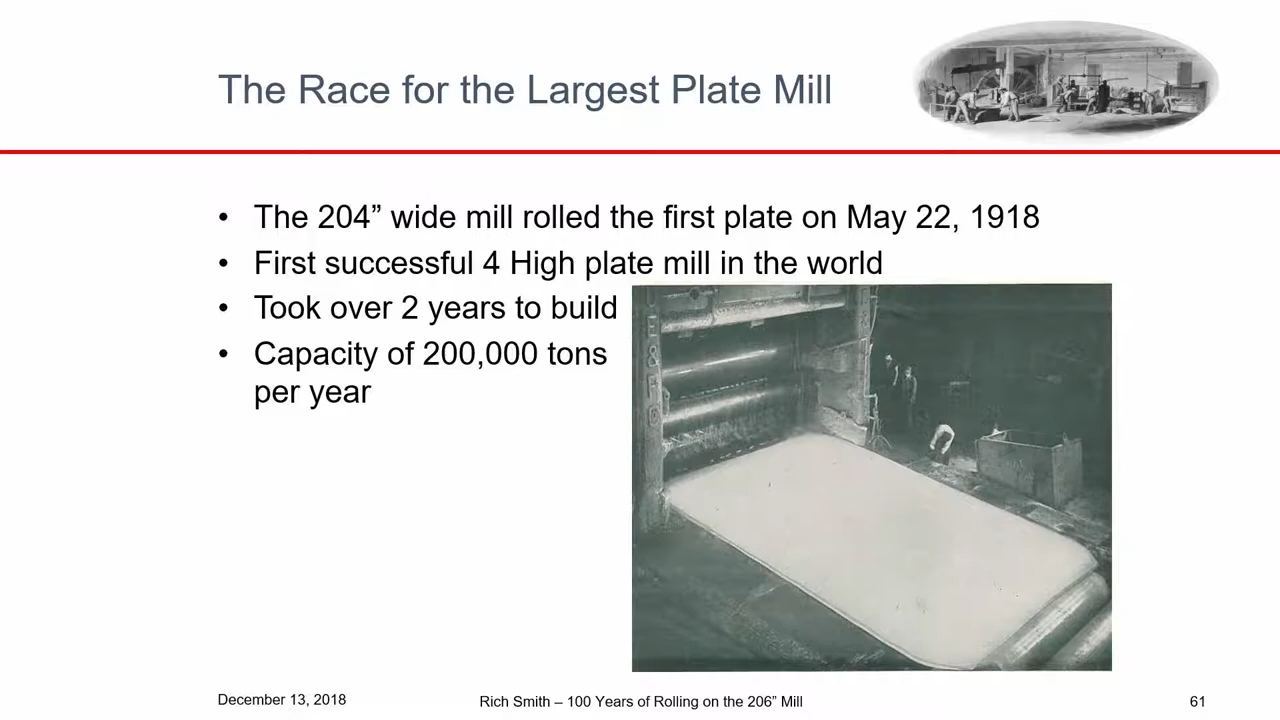 The Race for the Largest Plate Mill
• The 204” wide mill rolled the first plate on May 22, 1918
• First successful 4 High plate mill in the world
• Took over 2 years to build
• Capacity of 200,000 tons
per year
December 13, 2018
Rich Smith – 100 Years of Rolling on the 206” Mill
61